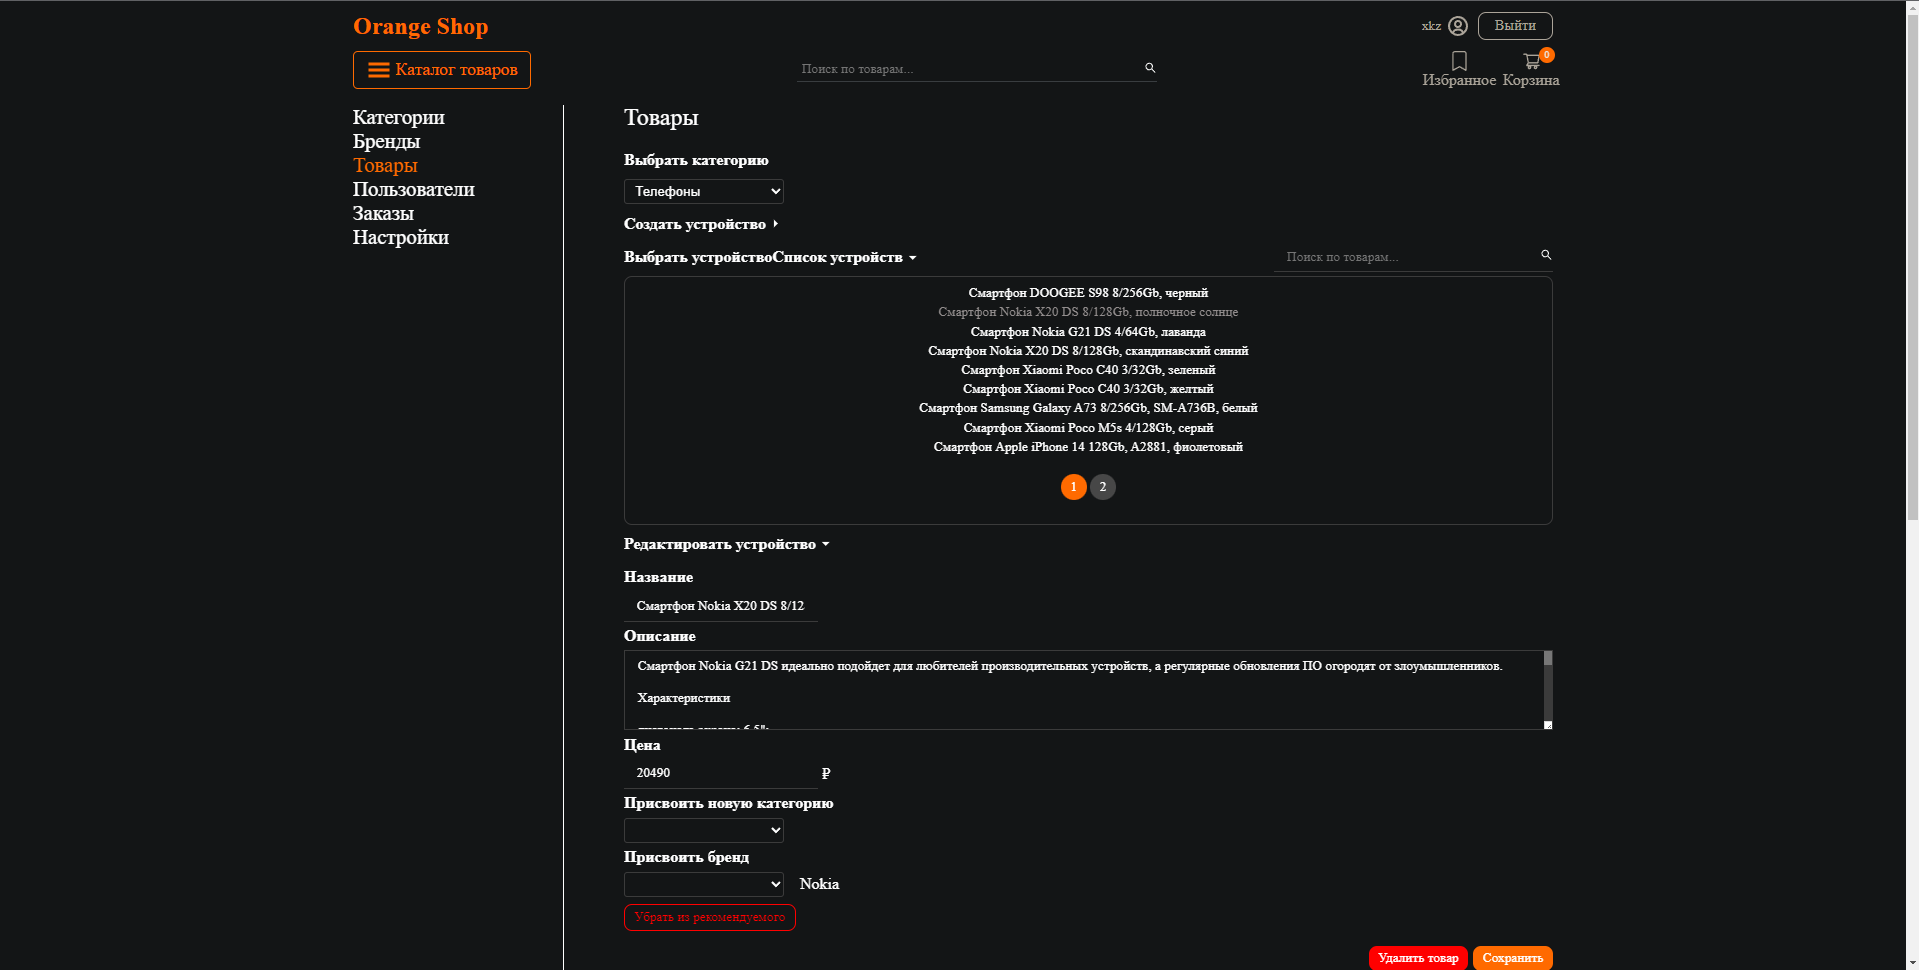 Orange Shop
xkz Выйти
Каталог товаров
Поиск по товарам...
0
Избранное Корзина
Категории
Бренды
Товары
Пользователи
Заказы
Настройки
Товары
Выбрать категорию
Телефоны
Создать устройство
Выбрать устройствоСписок устройств
Поиск по товарам...
Смартфон DOOGEE S98 8/256Gb, черный
Смартфон Nokia X20 DS 8/128Gb, полночное солнце
Смартфон Nokia G21 DS 4/64Gb, лаванда
Смартфон Nokia X20 DS 8/128Gb, скандинавский синий
Смартфон Xiaomi Poco C40 3/32Gb, зеленый
Смартфон Xiaomi Poco C40 3/32Gb, желтый
Смартфон Samsung Galaxy A73 8/256Gb, SM-A736B, белый
Смартфон Xiaomi Poco M5s 4/128Gb, серый
Смартфон Apple iPhone 14 128Gb, A2881, фиолетовый
1 2
Редактировать устройство
Название
Смартфон Nokia X20 DS 8/12
Описание
Смартфон Nokia G21 DS идеально подойдет для любителей производительных устройств, а регулярные обновления ПО огородят от злоумышленников.
Характеристики
Цена
20490 ₽
Присвоить новую категорию
Присвоить бренд
Nokia
Убрать из рекомендуемого
Удалить товар Сохранить